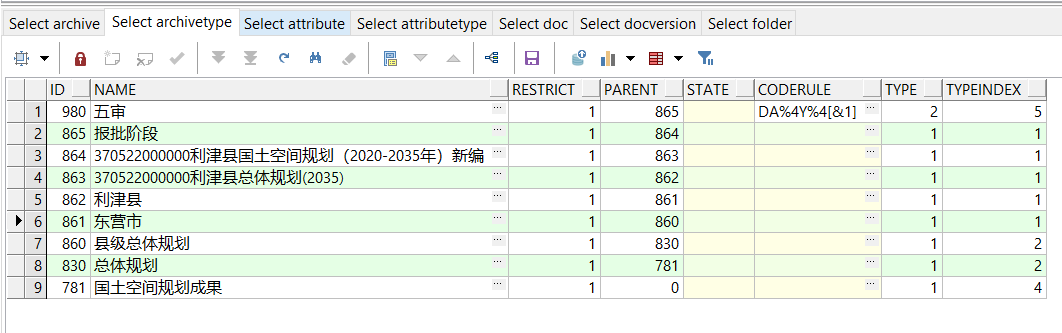 Select archive Select archivetype Select attribute Select attributetype Select doc Select docversion Select folder
ID NAME RESTRICT PARENT STATE CODERULE TYPE TYPEINDEX
1 980 五审 ... 1 865 DA%4Y%4[&1] ... 2 5
2 865 报批阶段 ... 1 864 ... 1 1
3 864 370522000000利津县国土空间规划（2020-2035年）新编 ... 1 863 ... 1 1
4 863 370522000000利津县总体规划(2035) ... 1 862 ... 1 1
5 862 利津县 ... 1 861 ... 1 1
6 861 东营市 ... 1 860 ... 1 1
7 860 县级总体规划 ... 1 830 ... 1 2
8 830 总体规划 ... 1 781 ... 1 2
9 781 国土空间规划成果 ... 1 0 ... 1 4